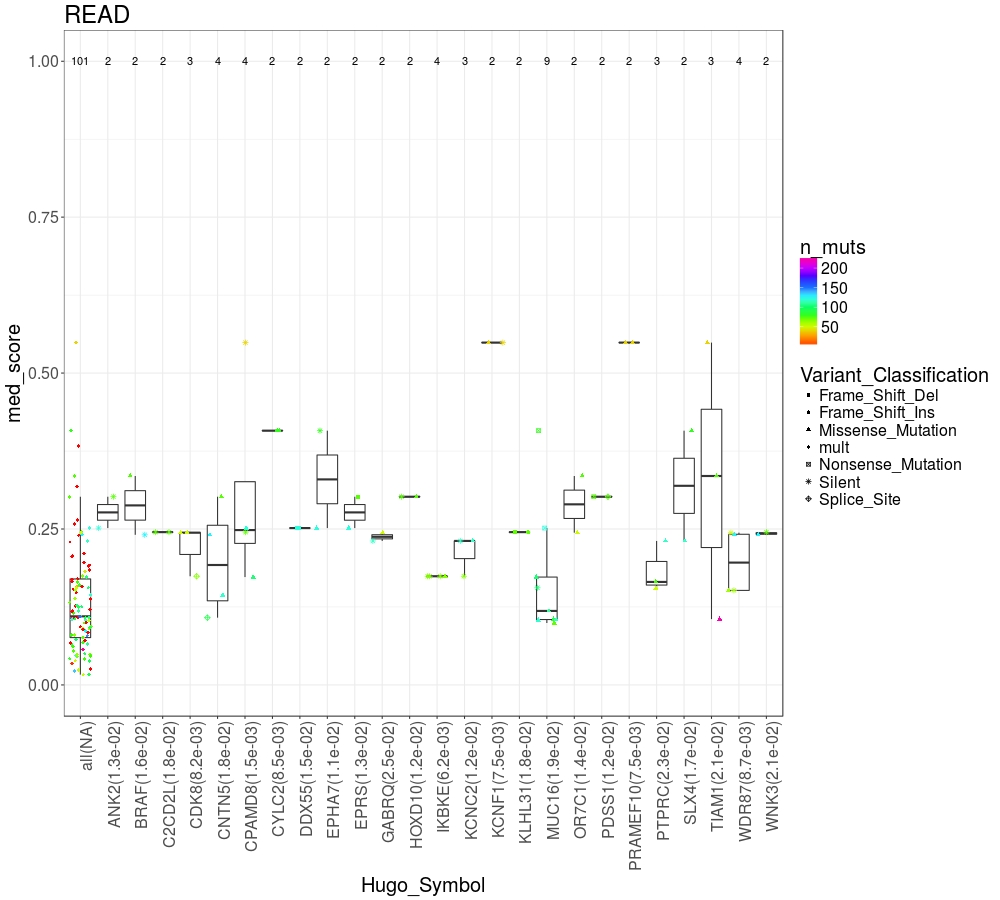 READ
1.00
0.75
0.50
0.25
0.00
med_score
101 2 2 2 3 4 4 2 2 2 2 2 2 4 3 2 2 9 2 2 2 3 2 3 4 2
all(NA)
ANK2(1.3e-02)
BRAF(1.6e-02)
C2CD2L(1.8e-02)
CDK8(8.2e-03)
CNTN5(1.8e-02)
CPAMD8(1.5e-03)
CYLC2(8.5e-03)
DDX55(1.5e-02)
EPHA7(1.1e-02)
EPRS(1.3e-02)
GABRQ(2.5e-02)
HOXD10(1.2e-02)
IKBKE(6.2e-03)
KCNC2(1.2e-02)
KCNF1(7.5e-03)
KLHL31(1.8e-02)
MUC16(1.9e-02)
OR7C1(1.4e-02)
PDSS1(1.2e-02)
PRAMEF10(7.5e-03)
PTPRC(2.3e-02)
SLX4(1.7e-02)
TIAM1(2.1e-02)
WDR87(8.7e-03)
WNK3(2.1e-02)
Hugo_Symbol
n_muts
200
150
100
50
Variant_Classification
Frame_Shift_Del
Frame_Shift_Ins
Missense_Mutation
mult
Nonsense_Mutation
Silent
Splice_Site